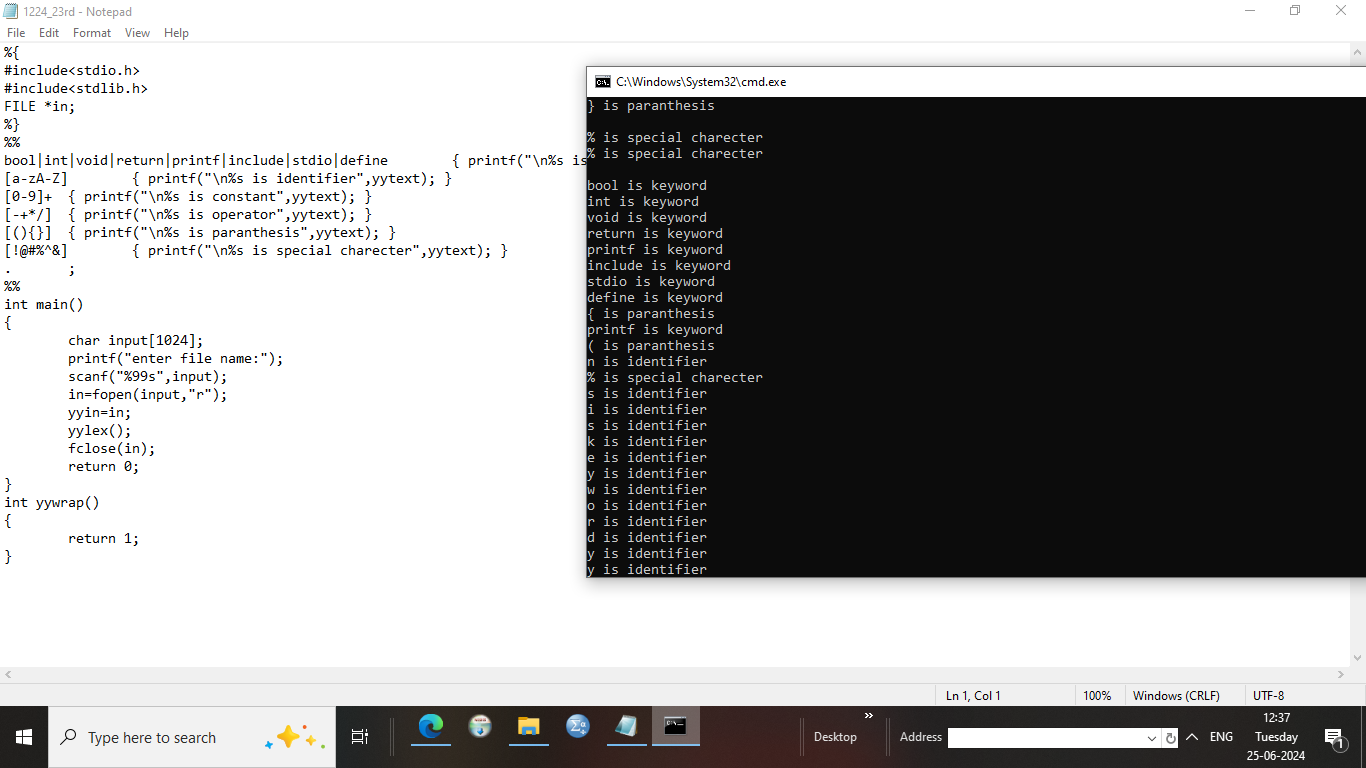 1224_23rd - Notepad
File Edit Format View Help
%{
#include<stdio.h>
#include<stdlib.h>
FILE *in;
%}
%%
bool|int|void|return|printf|include|stdio|define { printf("\n%s is
[a-zA-Z] { printf("\n%s is identifier",yytext); }
[0-9]+ { printf("\n%s is constant",yytext); }
[-+*/] { printf("\n%s is operator",yytext); }
[(){}] { printf("\n%s is paranthesis",yytext); }
[!@#%^&] { printf("\n%s is special charecter",yytext); }
. ;
%%
int main()
{
char input[1024];
printf("enter file name:");
scanf("%99s",input);
in=fopen(input,"r");
yyin=in;
yylex();
fclose(in);
return 0;
}
int yywrap()
{
return 1;
}
C:\Windows\System32\cmd.exe
} is paranthesis
% is special charecter
% is special charecter
bool is keyword
int is keyword
void is keyword
return is keyword
printf is keyword
include is keyword
stdio is keyword
define is keyword
{ is paranthesis
printf is keyword
( is paranthesis
n is identifier
% is special charecter
s is identifier
i is identifier
s is identifier
k is identifier
e is identifier
y is identifier
w is identifier
o is identifier
r is identifier
d is identifier
y is identifier
y is identifier
Ln 1, Col 1 100% Windows (CRLF) UTF-8
Type here to search
Desktop
Address
ENG
12:37
Tuesday
25-06-2024
1